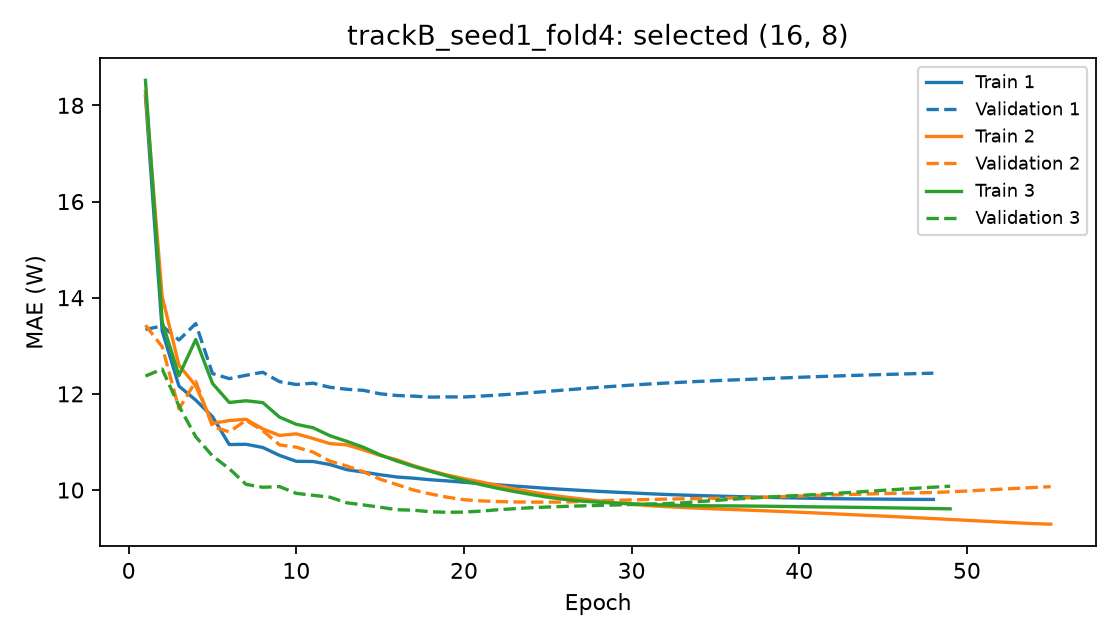 trackB_seed1_fold4: selected (16, 8)
MAE (W)
18
16
14
12
10
0 10 20 30 40 50
Epoch
Train 1
Validation 1
Train 2
Validation 2
Train 3
Validation 3